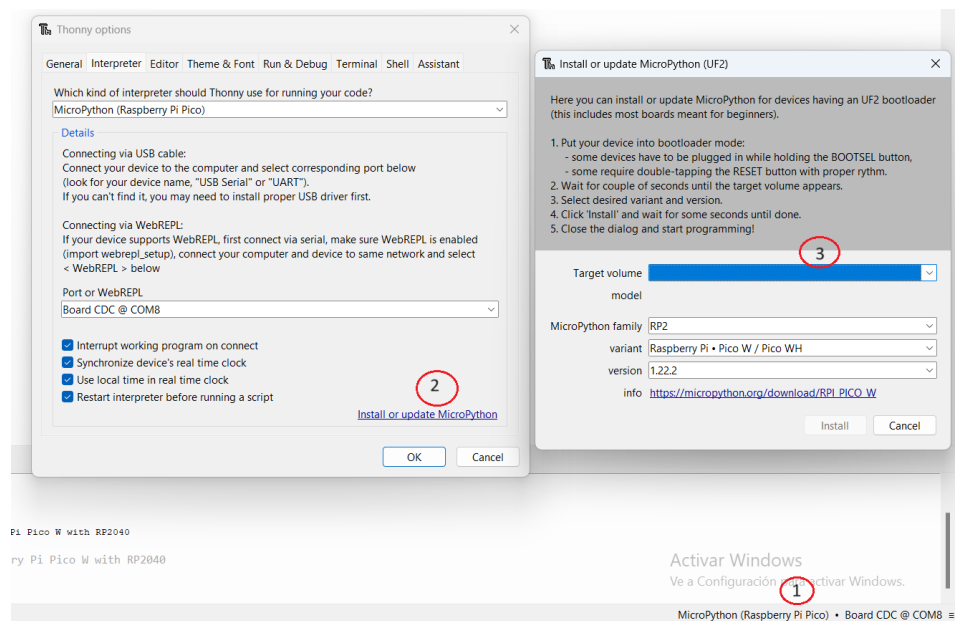 Thonny options
General Interpreter Editor Theme & Font Run & Debug Terminal Shell Assistant
Which kind of interpreter should Thonny use for running your code?
MicroPython (Raspberry Pi Pico)
Details
Connecting via USB cable:
Connect your device to the computer and select corresponding port below
(look for your device name, "USB Serial" or "UART").
If you can't find it, you may need to install proper USB driver first.
Connecting via WebREPL:
If your device supports WebREPL, first connect via serial, make sure WebREPL is enabled
(import webrepl_setup), connect your computer and device to same network and select
< WebREPL > below
Port or WebREPL
Board CDC @ COM8
Interrupt working program on connect
Synchronize device's real time clock
Use local time in real time clock
Restart interpreter before running a script
2
Install or update MicroPython
OK Cancel
Install or update MicroPython (UF2)
Here you can install or update MicroPython for devices having an UF2 bootloader
(this includes most boards meant for beginners).
1. Put your device into bootloader mode:
- some devices have to be plugged in while holding the BOOTSEL button,
- some require double-tapping the RESET button with proper rythm.
2. Wait for couple of seconds until the target volume appears.
3. Select desired variant and version.
4. Click 'Install' and wait for some seconds until done.
5. Close the dialog and start programming!
3
Target volume
model
MicroPython family RP2
variant Raspberry Pi • Pico W / Pico WH
version 1.22.2
info https://micropython.org/download/RPI_PICO_W
Install Cancel
Pi Pico W with RP2040
ry Pi Pico W with RP2040
Activar Windows
Ve a Configuración para activar Windows.
1
MicroPython (Raspberry Pi Pico) • Board CDC @ COM8 ≡